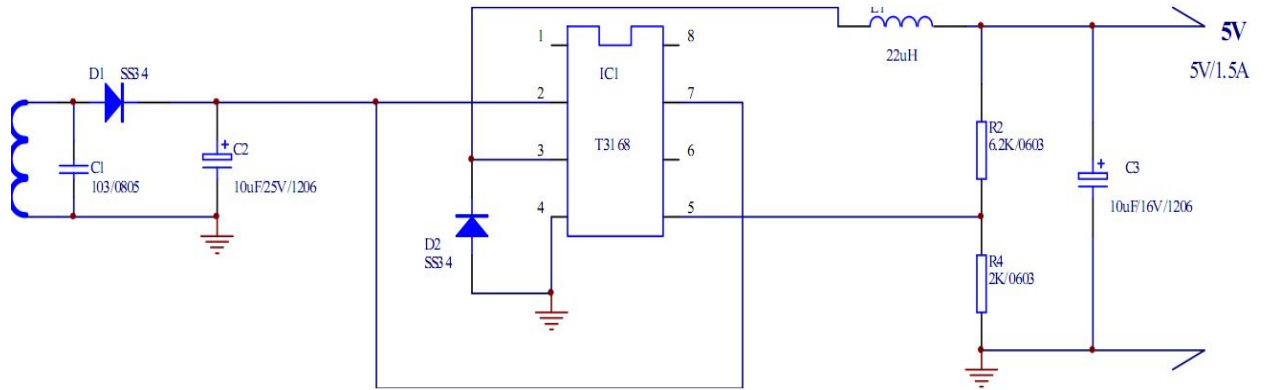 L1
1
8
5V
22uH
5V/1.5A
D1
SS34
IC1
2
7
R2
6.2K/0603
C2
10uF/25V/1206
C1
103/0805
3
T3168
6
C3
10uF/16V/1206
4
5
D2
SS34
R4
2K/0603